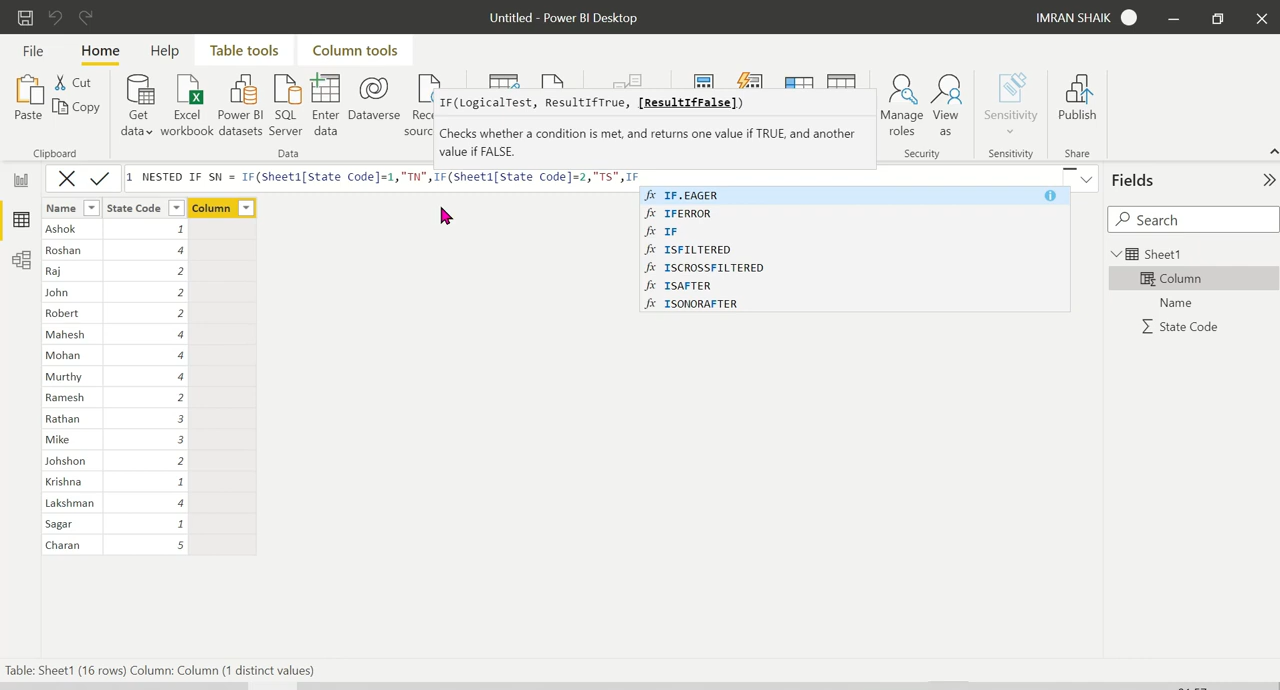 Untitled - Power BI Desktop
IMRAN SHAIK
File Home Help Table tools Column tools
Paste
Cut
Copy
Clipboard
Get data
Excel workbook
Power BI datasets
SQL Server
Enter data
Dataverse
Data
IF(LogicalTest, ResultIfTrue, [ResultIfFalse])
Checks whether a condition is met, and returns one value if TRUE, and another
value if FALSE.
Manage roles
View as
Security
Sensitivity
Sensitivity
Publish
Share
1 NESTED IF SN = IF(Sheet1[State Code]=1,"TN",IF(Sheet1[State Code]=2,"TS",IF
IF.EAGER
IFERROR
IF
ISFILTERED
ISCROSSFILTERED
ISAFTER
ISONORAFTER
Name State Code Column
Ashok 1
Roshan 4
Raj 2
John 2
Robert 2
Mahesh 4
Mohan 4
Murthy 4
Ramesh 2
Rathan 3
Mike 3
Johshon 2
Krishna 1
Lakshman 4
Sagar 1
Charan 5
Fields
Search
Sheet1
Column
Name
State Code
Table: Sheet1 (16 rows) Column: Column (1 distinct values)